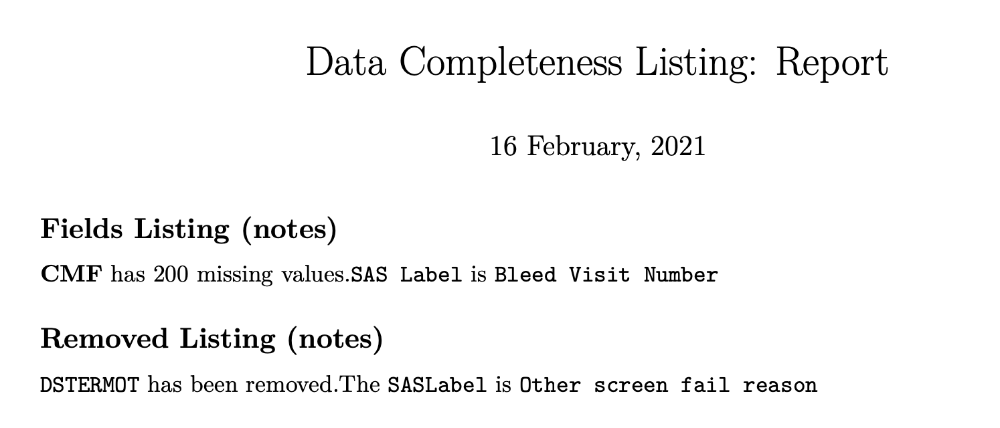 Data Completeness Listing: Report
16 February, 2021
Fields Listing (notes)
CMF has 200 missing values.SAS Label is Bleed Visit Number
Removed Listing (notes)
DSTERMOT has been removed.The SASLabel is Other screen fail reason